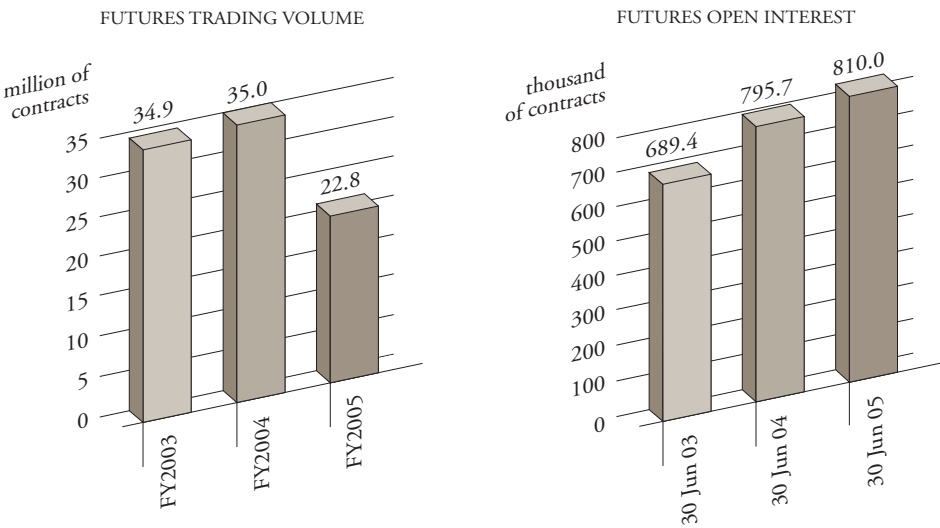 FUTURES TRADING VOLUME
million of
contracts
34.9
35.0
22.8
35
30
25
20
15
10
5
0
FY2003
FY2004
FY2005
FUTURES OPEN INTEREST
thousand
of contracts
689.4
795.7
810.0
800
700
600
500
400
300
200
100
0
30 Jun 03
30 Jun 04
30 Jun 05